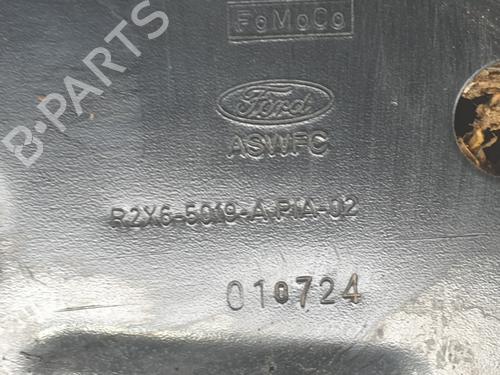 FoMoCo
Ford
ASWFC
R2X6-5019-A P1A-02
010724
B-PARTS